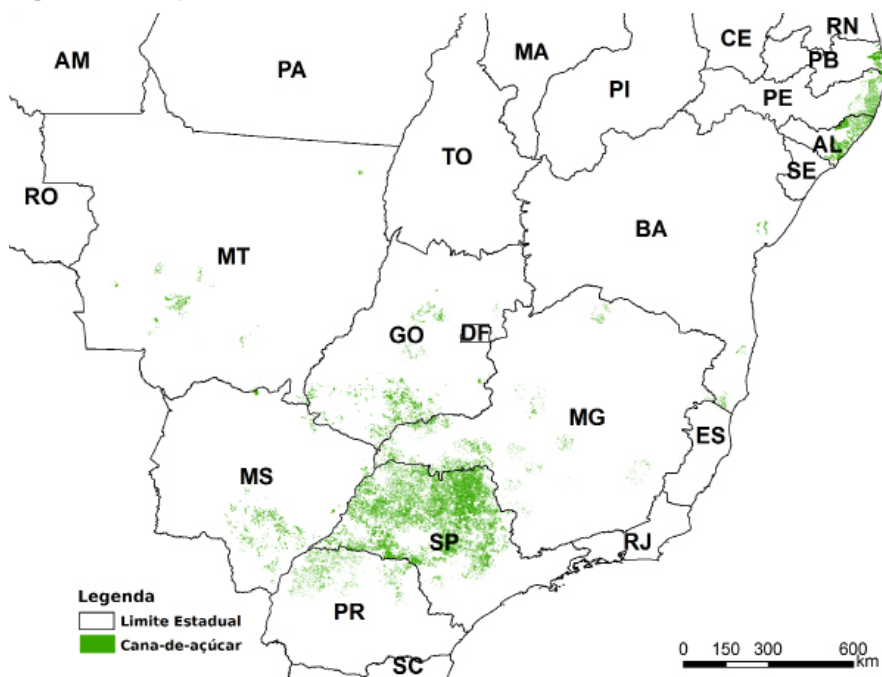 RN
CE
MA
AM
PA
PB
PI
PE
AL
TO
SE
RO
BA
MT
GO
DF
MG
ES
MS
SP
RJ
PR
SC
Legenda
Limite Estadual
Cana-de-açúcar
0 150 300 600
km